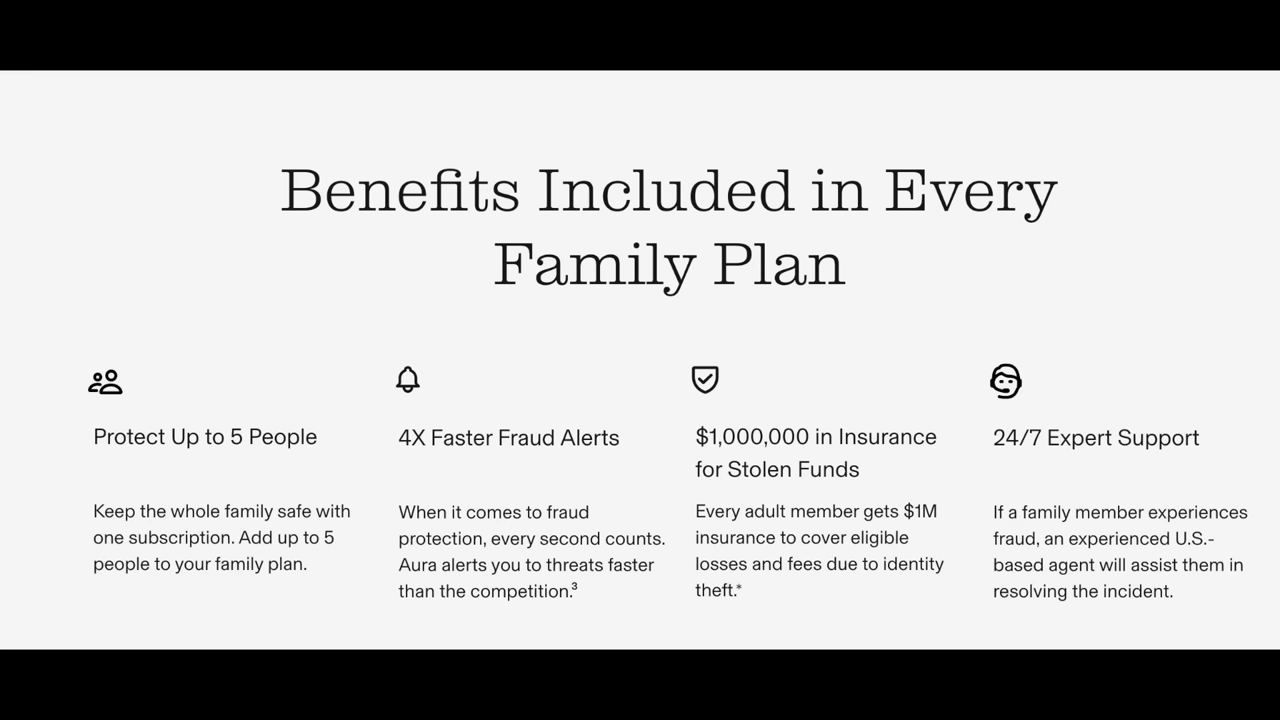 Benefits Included in Every
Family Plan
Protect Up to 5 People
Keep the whole family safe with
one subscription. Add up to 5
people to your family plan.
4X Faster Fraud Alerts
When it comes to fraud
protection, every second counts.
Aura alerts you to threats faster
than the competition.³
$1,000,000 in Insurance
for Stolen Funds
Every adult member gets $1M
insurance to cover eligible
losses and fees due to identity
theft.*
24/7 Expert Support
If a family member experiences
fraud, an experienced U.S.-
based agent will assist them in
resolving the incident.